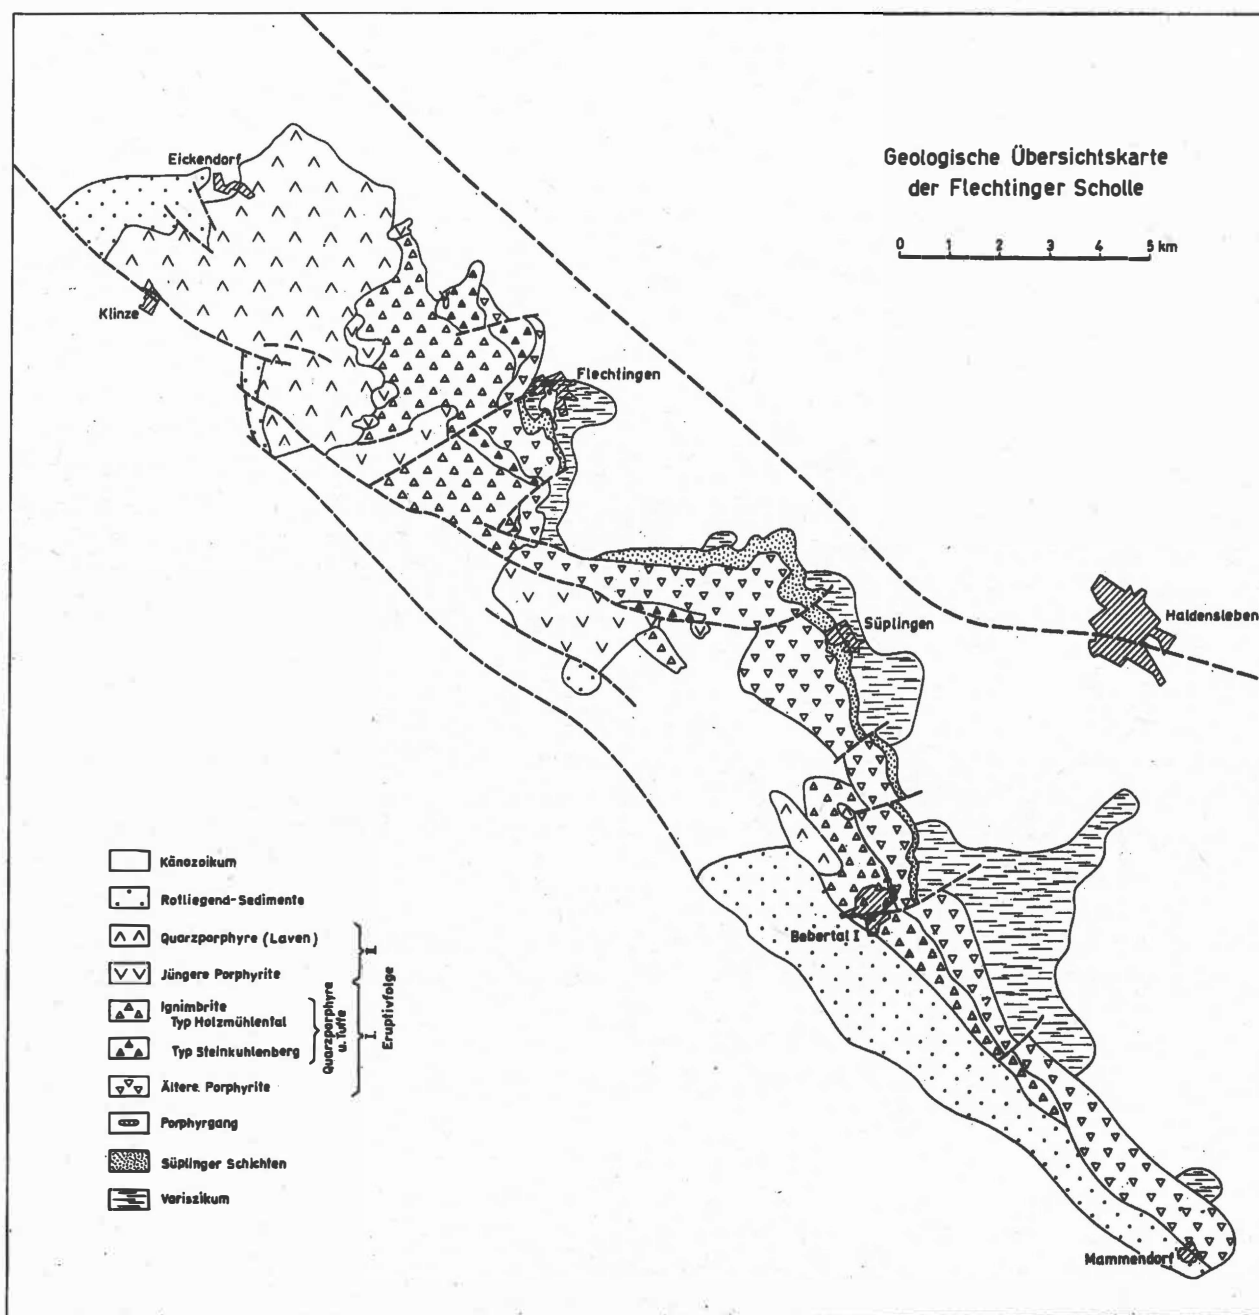 Geologische Übersichtskarte
der Flechtinger Scholle
0 1 2 3 4 5 km
Eickendorf
Klinze
Flechtingen
Süplingen
Haldensleben
Bebertal I
Mammendorf
Känozoikum
Rotliegend-Sedimente
Quarzporphyre (Laven)
Jüngere Porphyrite
Ignimbrite
Typ Holzmühlental
Typ Steinkuhlenberg
Ältere Porphyrite
Porphyrgang
Süplinger Schichten
Variszikum
Quarzporphyre
u. Tuffe
II
I
Eruptivfolge